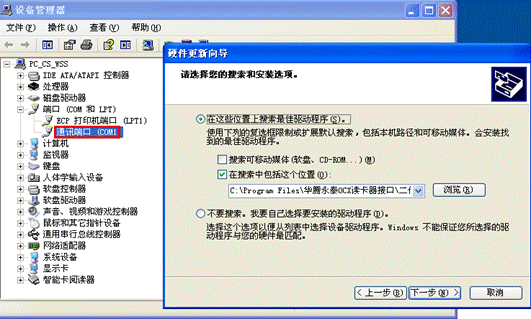 设备管理器
文件(F) 操作(A) 查看(V) 帮助(H)
PC_CS_WSS
IDE ATA/ATAPI 控制器
处理器
磁盘驱动器
端口 (COM 和 LPT)
ECP 打印机端口 (LPT1)
通讯端口 (COM1
计算机
监视器
键盘
人体学输入设备
软盘控制器
软盘驱动器
声音、视频和游戏控制器
鼠标和其它指针设备
通用串行总线控制器
网络适配器
系统设备
显示卡
智能卡阅读器
硬件更新向导
请选择您的搜索和安装选项。
在这些位置上搜索最佳驱动程序(S)。
使用下列的复选框限制或扩展默认搜索，包括本机路径和可移动媒体。会安装找到的最佳驱动程序。
搜索可移动媒体(软盘、CD-ROM...)(M)
在搜索中包括这个位置(O):
C:\Program Files\华腾永泰OCX读卡器接口\二
浏览(R)
不要搜索。我要自己选择要安装的驱动程序(D)。
选择这个选项以便从列表中选择设备驱动程序。Windows 不能保证您所选择的驱动程序与您的硬件最匹配。
< 上一步(B) 下一步(N) > 取消